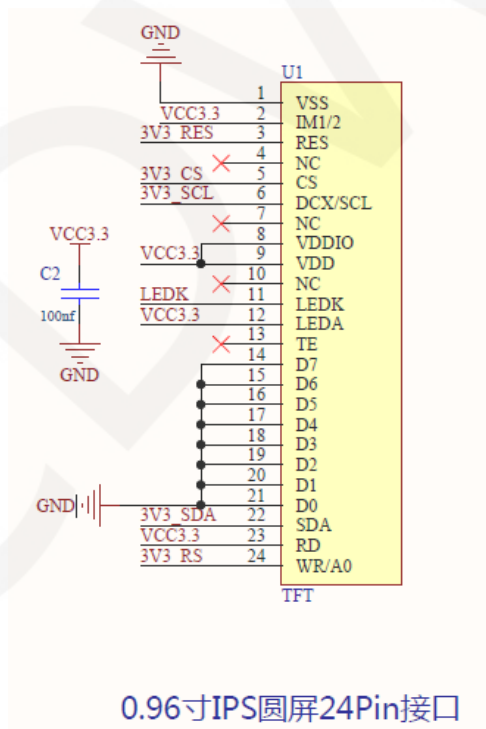 GND
U1
1 VSS
VCC3.3 2 IM1/2
3V3_RES 3 RES
4 NC
3V3_CS 5 CS
3V3_SCL 6 DCX/SCL
7 NC
8 VDDIO
VCC3.3 9 VDD
10 NC
LEDK 11 LEDK
VCC3.3 12 LEDA
13 TE
14 D7
15 D6
16 D5
17 D4
18 D3
19 D2
20 D1
GND 21 D0
3V3_SDA 22 SDA
VCC3.3 23 RD
3V3_RS 24 WR/A0
TFT
VCC3.3
C2
100nf
GND
0.96寸IPS圆屏24Pin接口